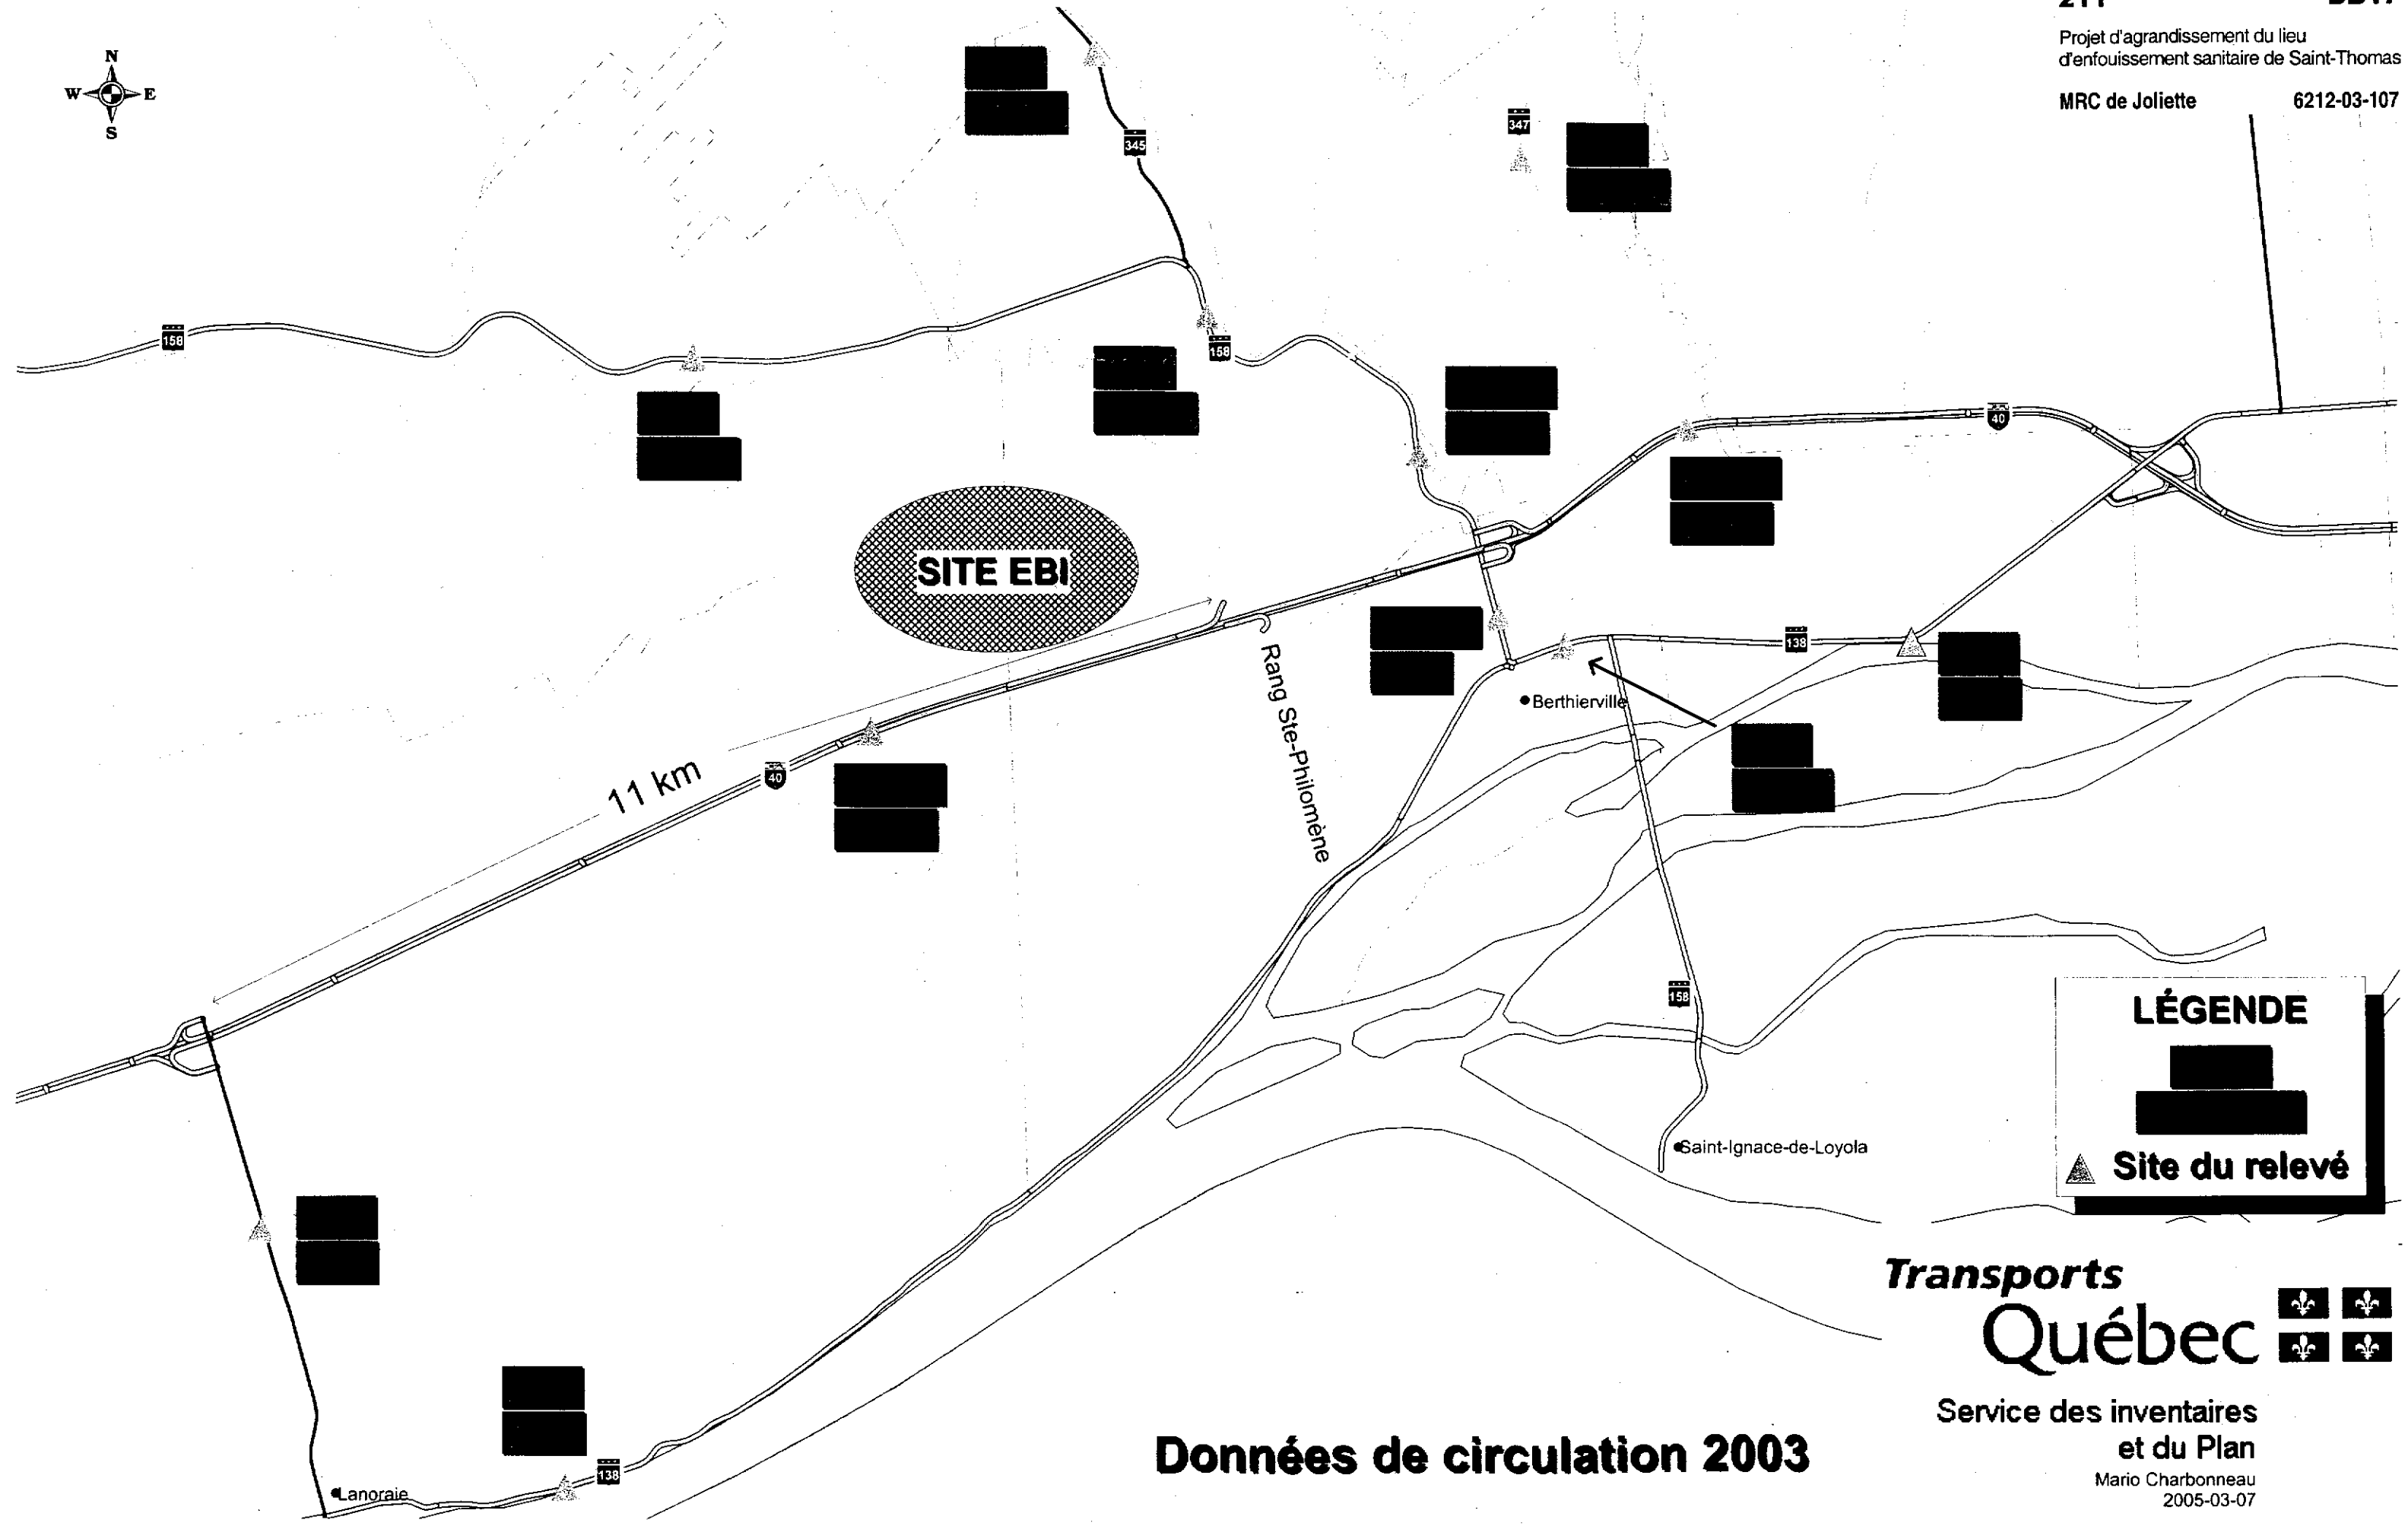 Projet d'agrandissement du lieu
d'enfouissement sanitaire de Saint-Thomas
MRC de Joliette 6212-03-107
N
W E
S
345
347
158
158
40
SITE EBI
138
Rang Ste-Philomène
Berthierville
11 km
40
158
LÉGENDE
Site du relevé
Saint-Ignace-de-Loyola
Transports
Québec
Service des inventaires
et du Plan
Mario Charbonneau
2005-03-07
Données de circulation 2003
138
Lanoraie